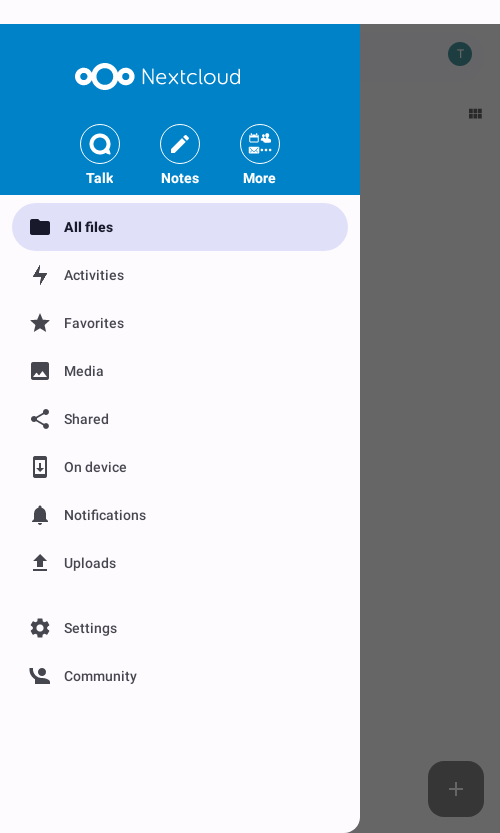 Nextcloud
T
Talk
Notes
More
All files
Activities
Favorites
Media
Shared
On device
Notifications
Uploads
Settings
Community